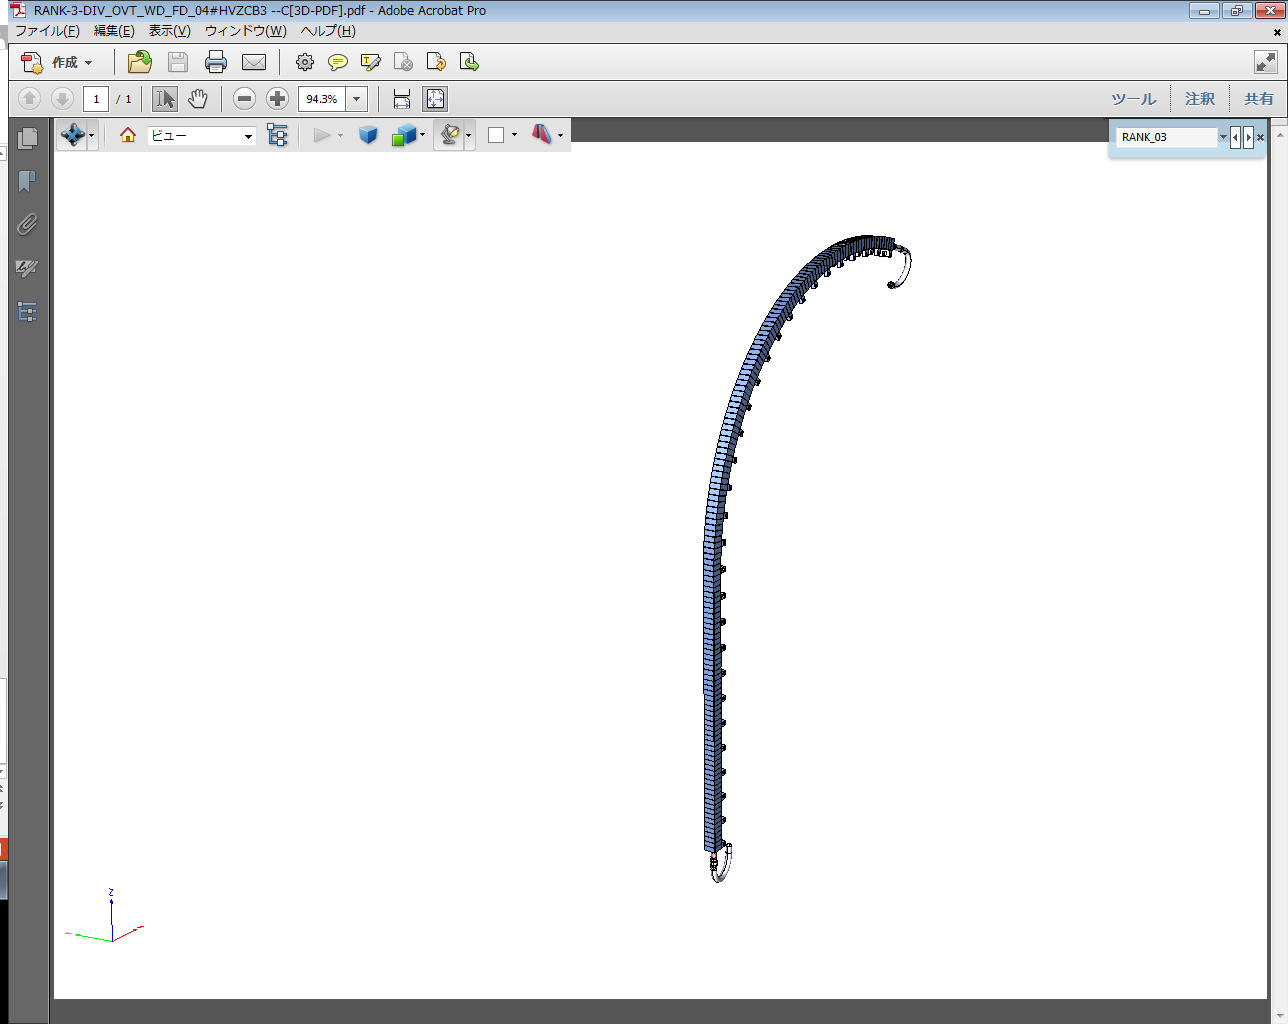 RANK-3-DIV_OVT_WD_FD_04#HVZCB3 --C[3D-PDF].pdf - Adobe Acrobat Pro
ファイル(F) 編集(E) 表示(V) ウィンドウ(W) ヘルプ(H)
作成
1 / 1 94.3% ツール 注釈 共有
ビュー RANK_03
Z